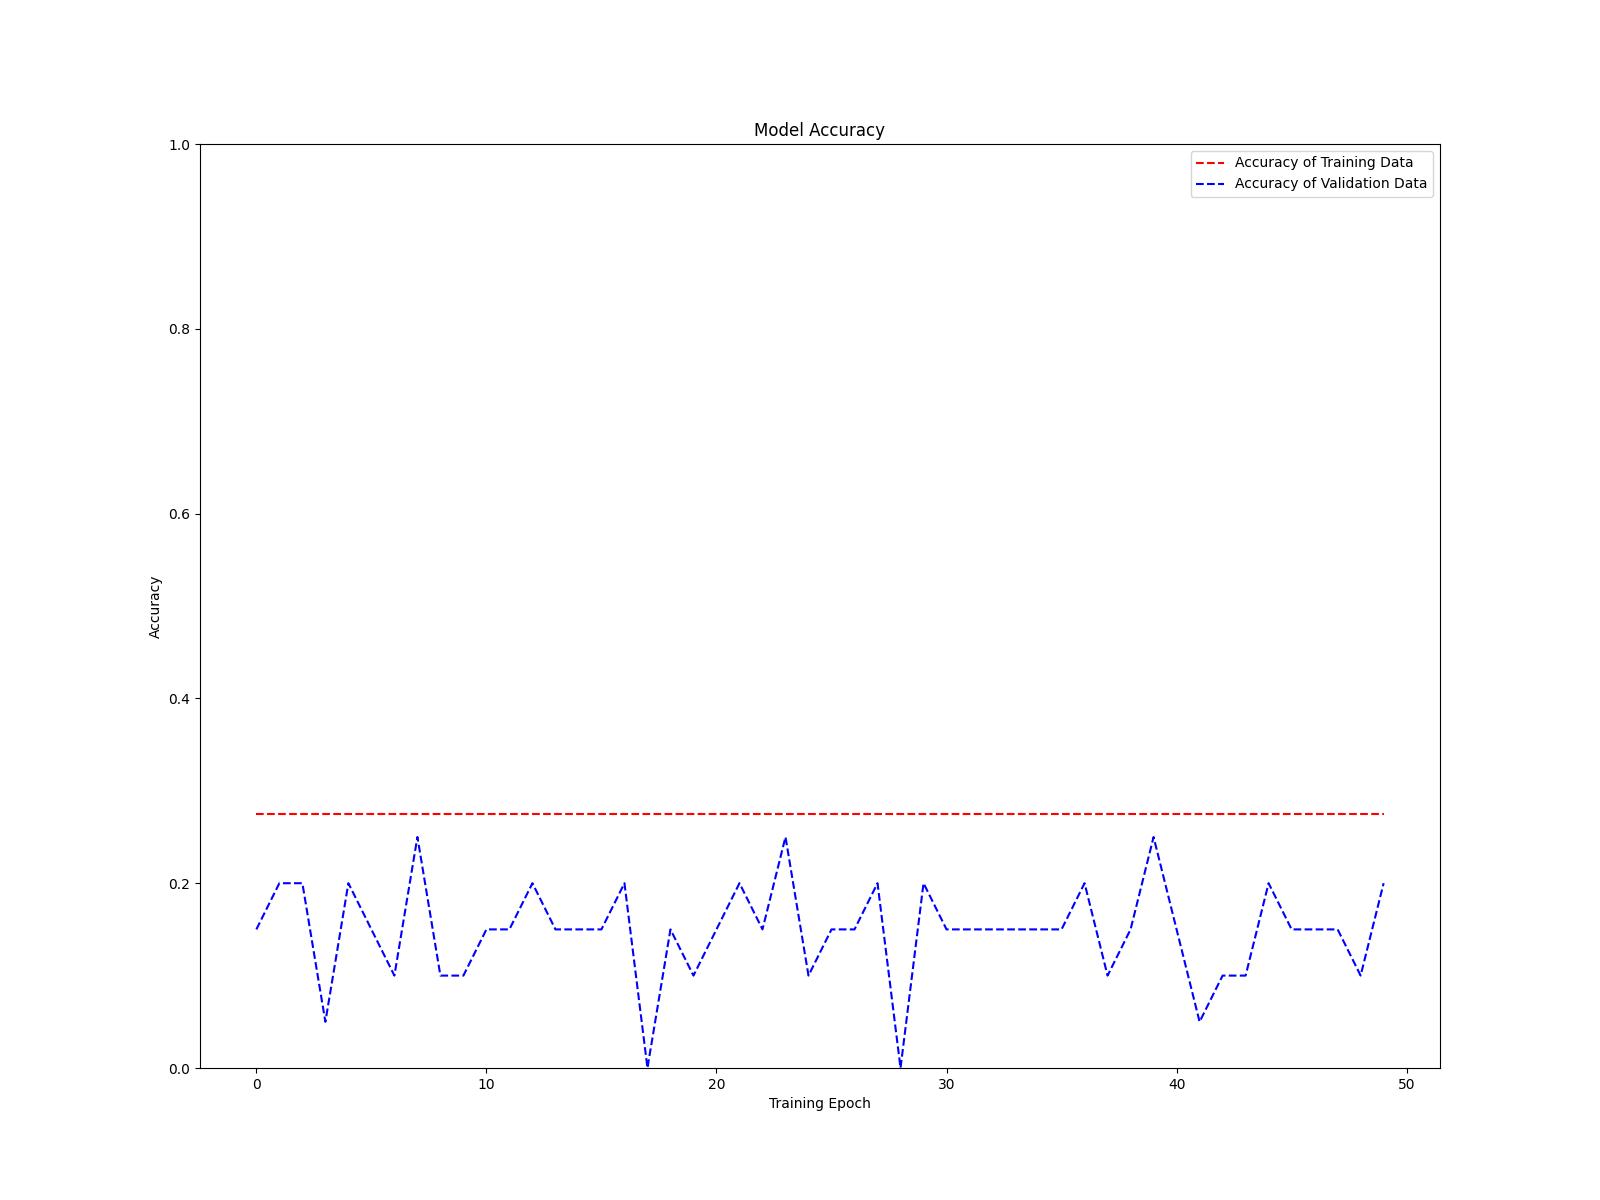 Model Accuracy
1.0
0.8
0.6
0.4
0.2
0.0
Accuracy
Accuracy of Training Data
Accuracy of Validation Data
0 10 20 30 40 50
Training Epoch